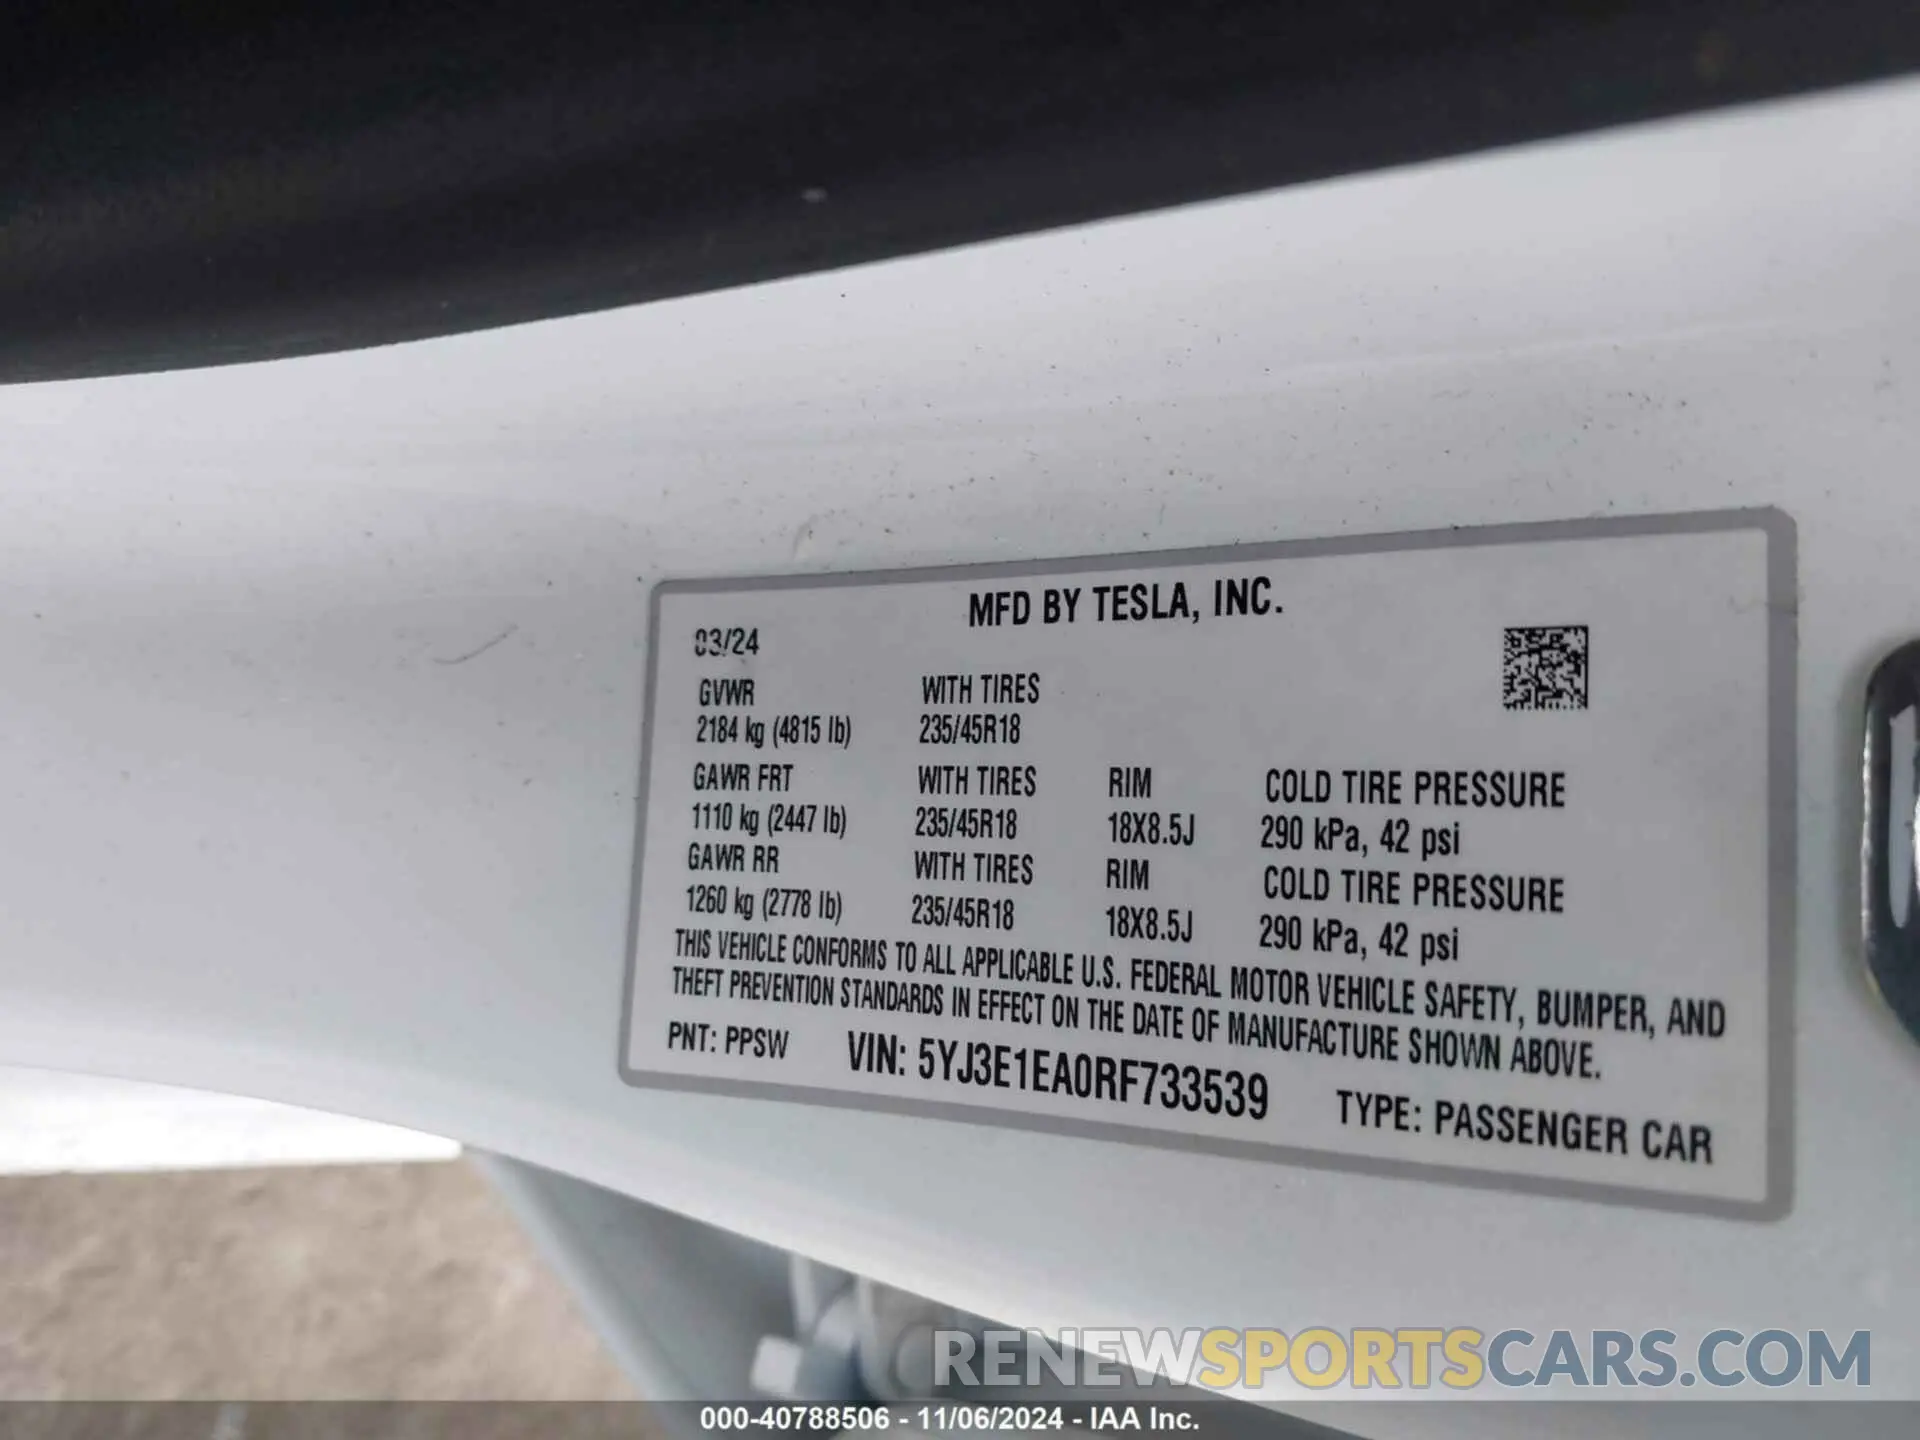 MFD BY TESLA, INC.
03/24
GVWR WITH TIRES
2184 kg (4815 lb) 235/45R18
GAWR FRT WITH TIRES RIM COLD TIRE PRESSURE
1110 kg (2447 lb) 235/45R18 18X8.5J 290 kPa, 42 psi
GAWR RR WITH TIRES RIM COLD TIRE PRESSURE
1260 kg (2778 lb) 235/45R18 18X8.5J 290 kPa, 42 psi
THIS VEHICLE CONFORMS TO ALL APPLICABLE U.S. FEDERAL MOTOR VEHICLE SAFETY, BUMPER, AND
THEFT PREVENTION STANDARDS IN EFFECT ON THE DATE OF MANUFACTURE SHOWN ABOVE.
PNT: PPSW VIN: 5YJ3E1EA0RF733539 TYPE: PASSENGER CAR
RENEWSPORTSCARS.COM
000-40788506 - 11/06/2024 - IAA Inc.